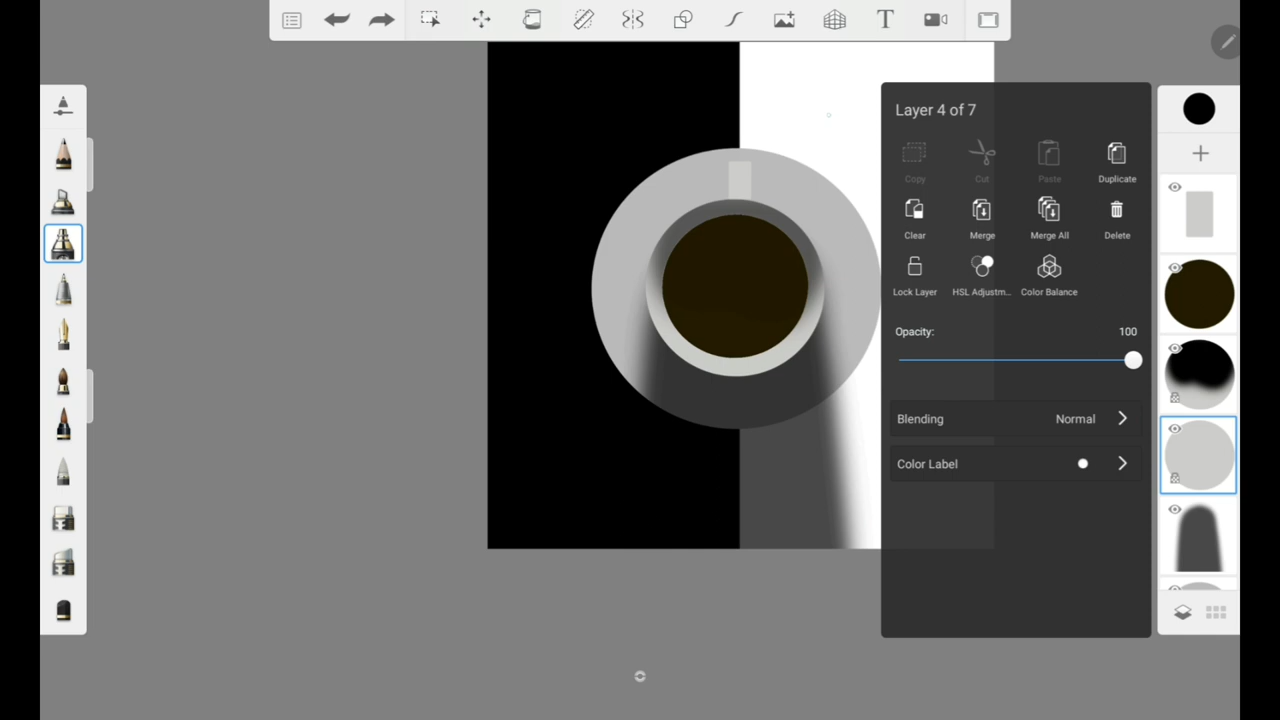 T
Layer 4 of 7
Copy Cut Paste Duplicate
Clear Merge Merge All Delete
Lock Layer HSL Adjustm... Color Balance
Opacity: 100
Blending Normal
Color Label